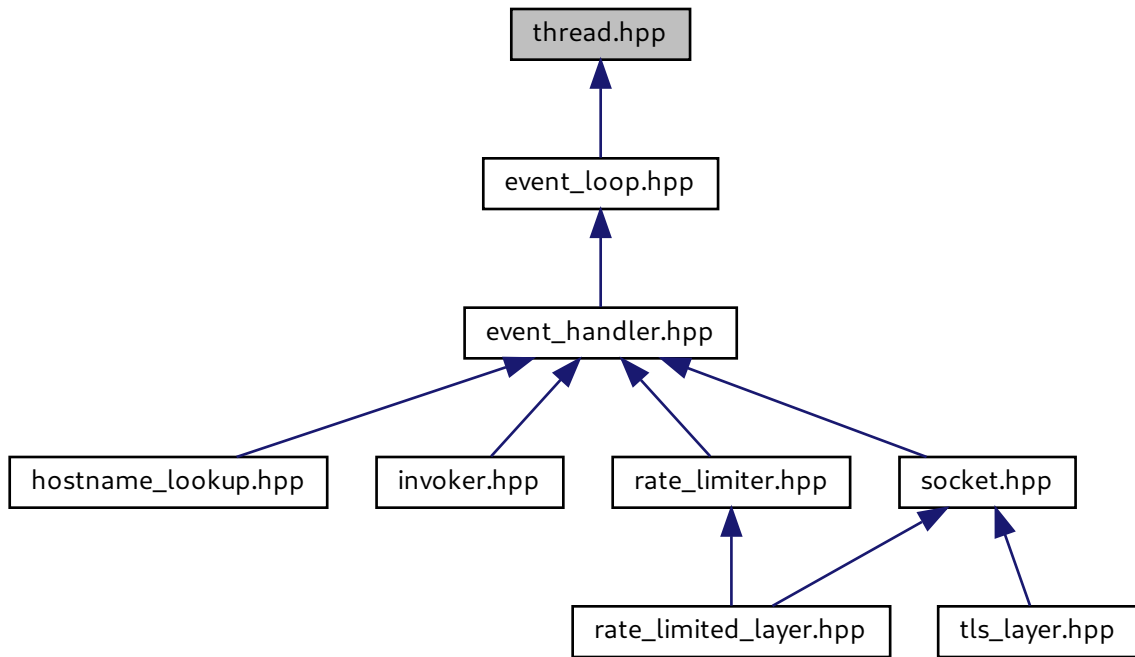 thread.hpp
event_loop.hpp
event_handler.hpp
hostname_lookup.hpp
invoker.hpp
rate_limiter.hpp
socket.hpp
rate_limited_layer.hpp
tls_layer.hpp